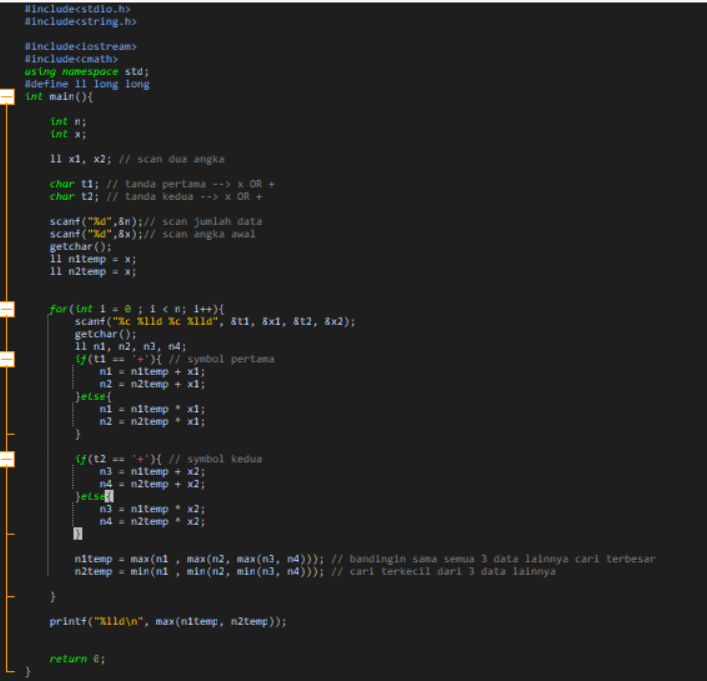 #include<stdio.h>
#include<string.h>
#include<iostream>
#include<cmath>
using namespace std;
#define ll long long
int main(){
int n;
int x;
ll x1, x2; // scan dua angka
char t1; // tanda pertama --> x OR +
char t2; // tanda kedua --> x OR +
scanf("%d",&n);// scan jumlah data
scanf("%d",&x);// scan angka awal
getchar();
ll n1temp = x;
ll n2temp = x;
for(int i = 0 ; i < n; i++){
scanf("%c %lld %c %lld", &t1, &x1, &t2, &x2);
getchar();
ll n1, n2, n3, n4;
if(t1 == '+'){ // symbol pertama
n1 = n1temp + x1;
n2 = n2temp + x1;
}else{
n1 = n1temp * x1;
n2 = n2temp * x1;
}
if(t2 == '+'){ // symbol kedua
n3 = n1temp + x2;
n4 = n2temp + x2;
}else{
n3 = n1temp * x2;
n4 = n2temp * x2;
}
n1temp = max(n1 , max(n2, max(n3, n4))); // bandingin sama semua 3 data lainnya cari terbesar
n2temp = min(n1 , min(n2, min(n3, n4))); // cari terkecil dari 3 data lainnya
}
printf("%lld\n", max(n1temp, n2temp));
return 0;
}